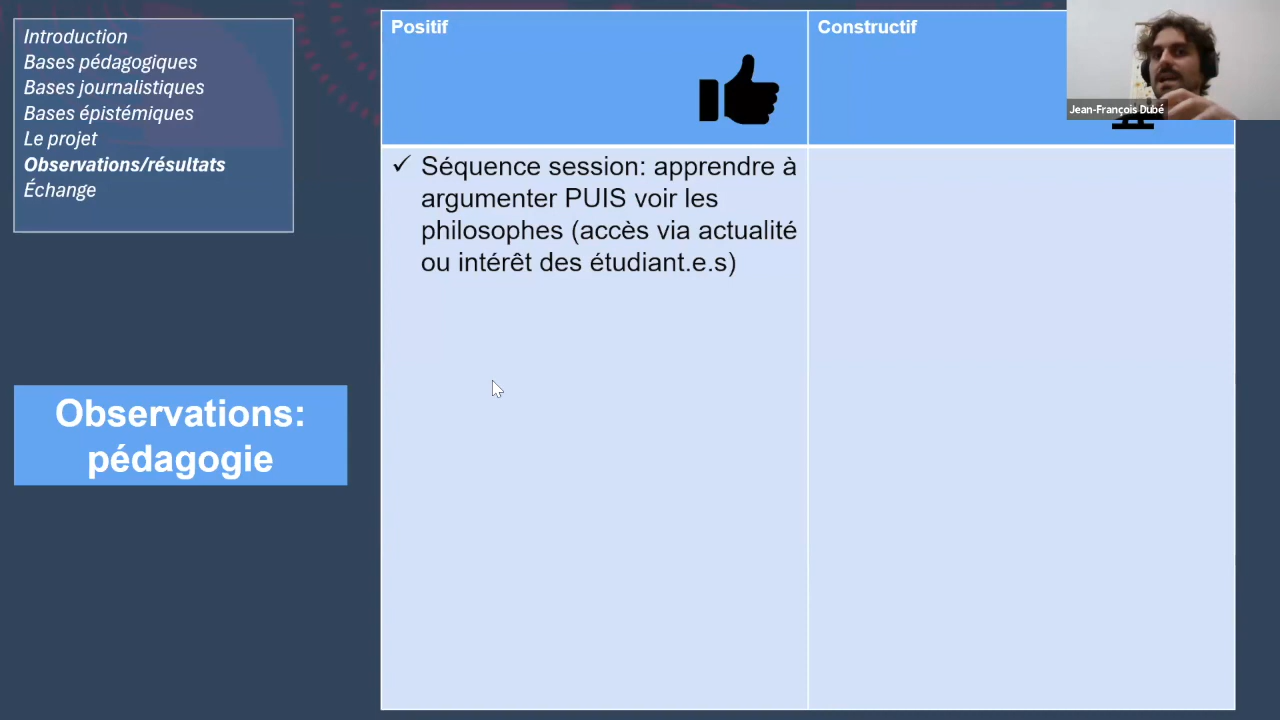 Introduction
Bases pédagogiques
Bases journalistiques
Bases épistémiques
Le projet
Observations/résultats
Échange
Observations:
pédagogie
Positif
Constructif
✓ Séquence session: apprendre à
argumenter PUIS voir les
philosophes (accès via actualité
ou intérêt des étudiant.e.s)
Jean-François Dubé